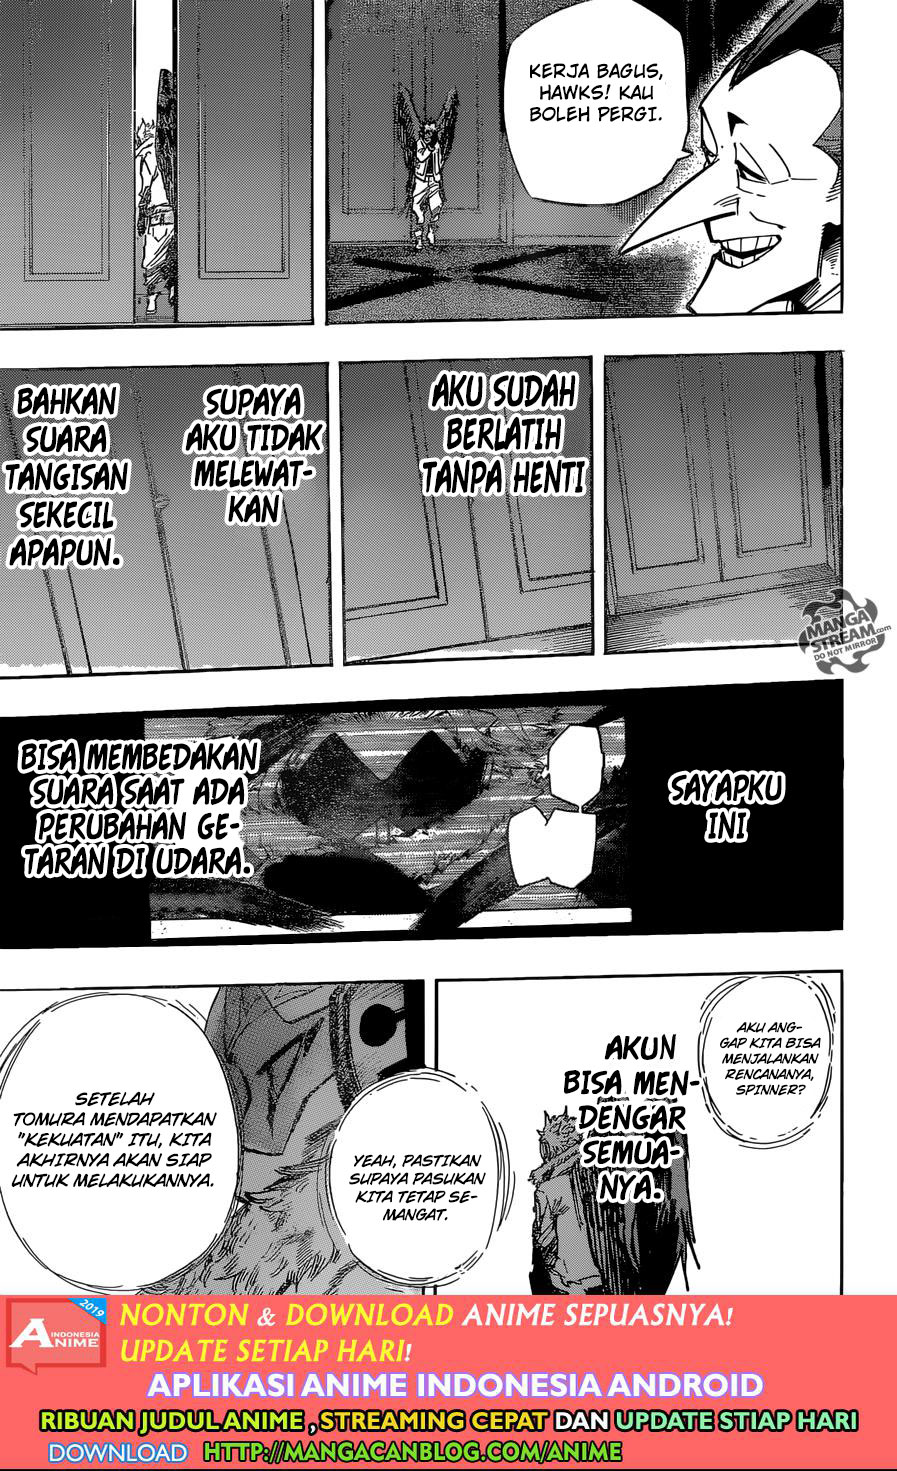 KERJA BAGUS,
HAWKS! KAU
BOLEH PERGI.
AKU SUDAH
BERLATIH
TANPA HENTI
SUPAYA
AKU TIDAK
MELEWAT-
KAN
BAHKAN
SUARA
TANGISAN
SEKECIL
APAPUN.
MANGA
STREAM.com
DO NOT MIRROR
SAYAPKU
INI
BISA MEMBEDAKAN
SUARA SAAT ADA
PERUBAHAN GE-
TARAN DI UDARA.
AKU ANG-
GAP KITA BISA
MENJALANKAN
RENCANANYA,
SPINNER?
AKUN
BISA MEN-
DENGAR
SEMUA-
NYA.
YEAH, PASTIKAN
SUPAYA PASUKAN
KITA TETAP SE-
MANGAT.
SETELAH
TOMURA MENDAPATKAN
"KEKUATAN" ITU, KITA
AKHIRNYA AKAN SIAP
UNTUK MELAKUKANNYA.
2019
INDONESIA
ANIME
NONTON & DOWNLOAD ANIME SEPUASNYA!
UPDATE SETIAP HARI!
APLIKASI ANIME INDONESIA ANDROID
RIBUAN JUDUL ANIME , STREAMING CEPAT DAN UPDATE STIAP HARI
DOWNLOAD HTTP://MANGACANBLOG.COM/ANIME